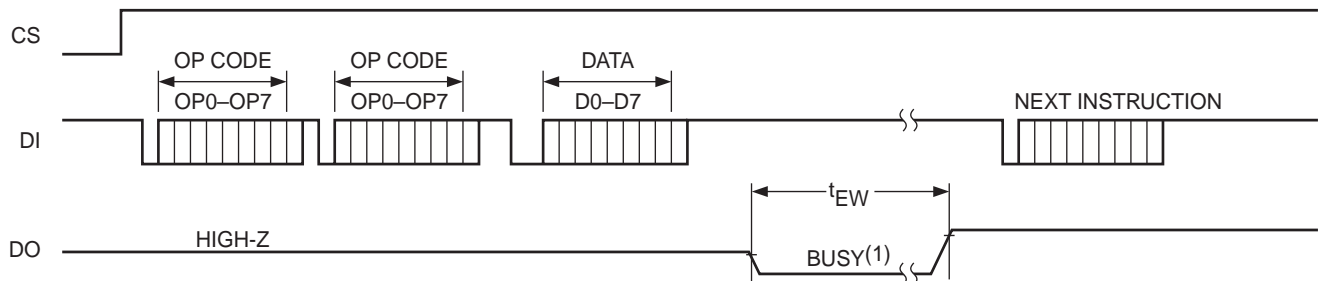 CS
OP CODE OP CODE DATA
OP0–OP7 OP0–OP7 D0–D7 NEXT INSTRUCTION
DI
tEW
DO HIGH-Z BUSY(1)